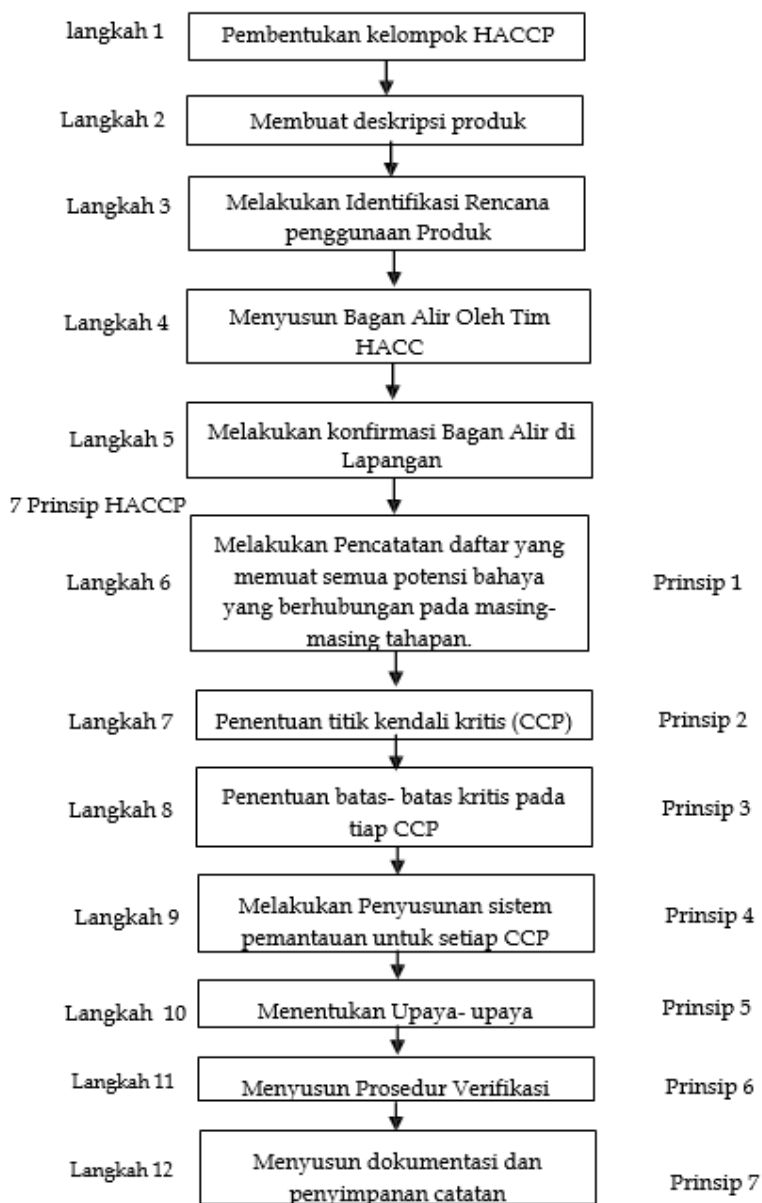 langkah 1
Pembentukan kelompok HACCP
Langkah 2
Membuat deskripsi produk
Langkah 3
Melakukan Identifikasi Rencana
penggunaan Produk
Langkah 4
Menyusun Bagan Alir Oleh Tim
HACC
Langkah 5
Melakukan konfirmasi Bagan Alir di
Lapangan
7 Prinsip HACCP
Langkah 6
Melakukan Pencatatan daftar yang
memuat semua potensi bahaya
yang berhubungan pada masing-
masing tahapan.
Prinsip 1
Langkah 7
Penentuan titik kendali kritis (CCP)
Prinsip 2
Langkah 8
Penentuan batas- batas kritis pada
tiap CCP
Prinsip 3
Langkah 9
Melakukan Penyusunan sistem
pemantauan untuk setiap CCP
Prinsip 4
Langkah 10
Menentukan Upaya- upaya
Prinsip 5
Langkah 11
Menyusun Prosedur Verifikasi
Prinsip 6
Langkah 12
Menyusun dokumentasi dan
penyimpanan catatan
Prinsip 7